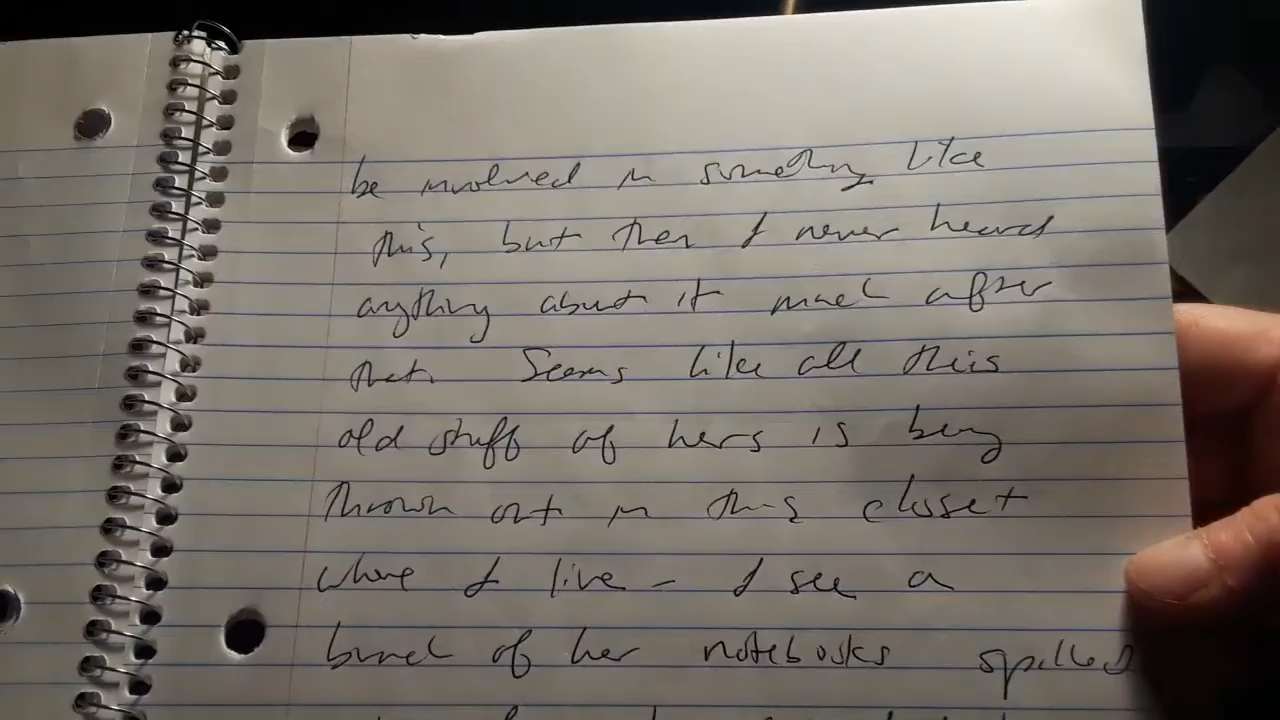 be involved in something like
this, but then I never heard
anything about it much after
that. Seems like all this
old stuff of hers is being
thrown out in this closet
where I live - I see a
bunch of her notebooks spilled